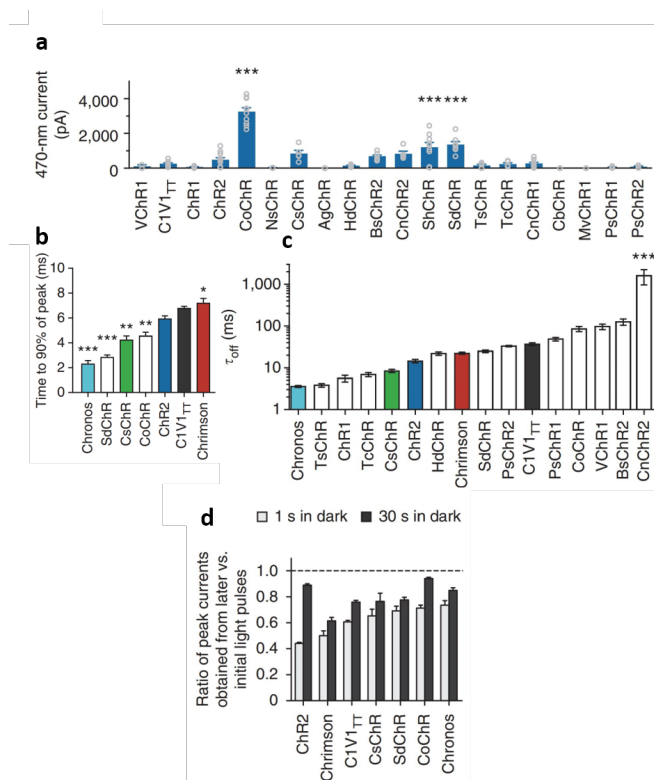 a
470-nm current
(pA)
4,000
2,000
0
***
*** ***
VChR1
C1V1TT
ChR1
ChR2
CoChR
NsChR
CsChR
AgChR
HdChR
BsChR2
CnChR2
ShChR
SdChR
TsChR
TcChR
CnChR1
CbChR
MvChR1
PsChR1
PsChR2
b
Time to 90% of peak (ms)
10
8
6
4
2
0
***
***
**
**
*
Chronos
SdChR
CsChR
CoChR
ChR2
C1V1TT
Chrimson
c
τoff (ms)
1,000
100
10
1
***
Chronos
TsChR
ChR1
TcChR
CsChR
ChR2
HdChR
Chrimson
SdChR
PsChR2
C1V1TT
PsChR1
CoChR
VChR1
BsChR2
CnChR2
d
1 s in dark
30 s in dark
Ratio of peak currents
obtained from later vs.
initial light pulses
1.0
0.8
0.6
0.4
0.2
0
ChR2
Chrimson
C1V1TT
CsChR
SdChR
CoChR
Chronos